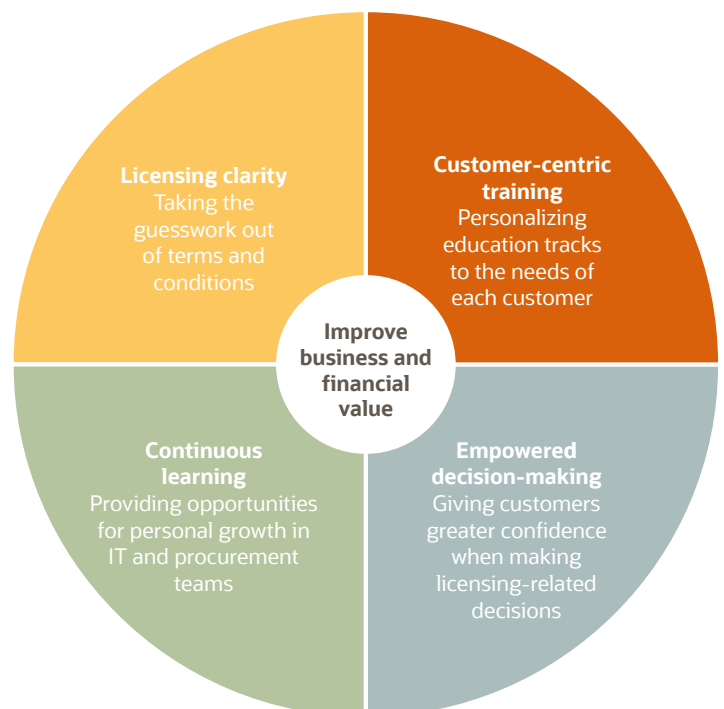 Licensing clarity
Taking the
guesswork out
of terms and
conditions
Customer-centric
training
Personalizing
education tracks
to the needs of
each customer
Improve
business and
financial
value
Continuous
learning
Providing opportunities
for personal growth in
IT and procurement
teams
Empowered
decision-making
Giving customers
greater confidence
when making
licensing-related
decisions